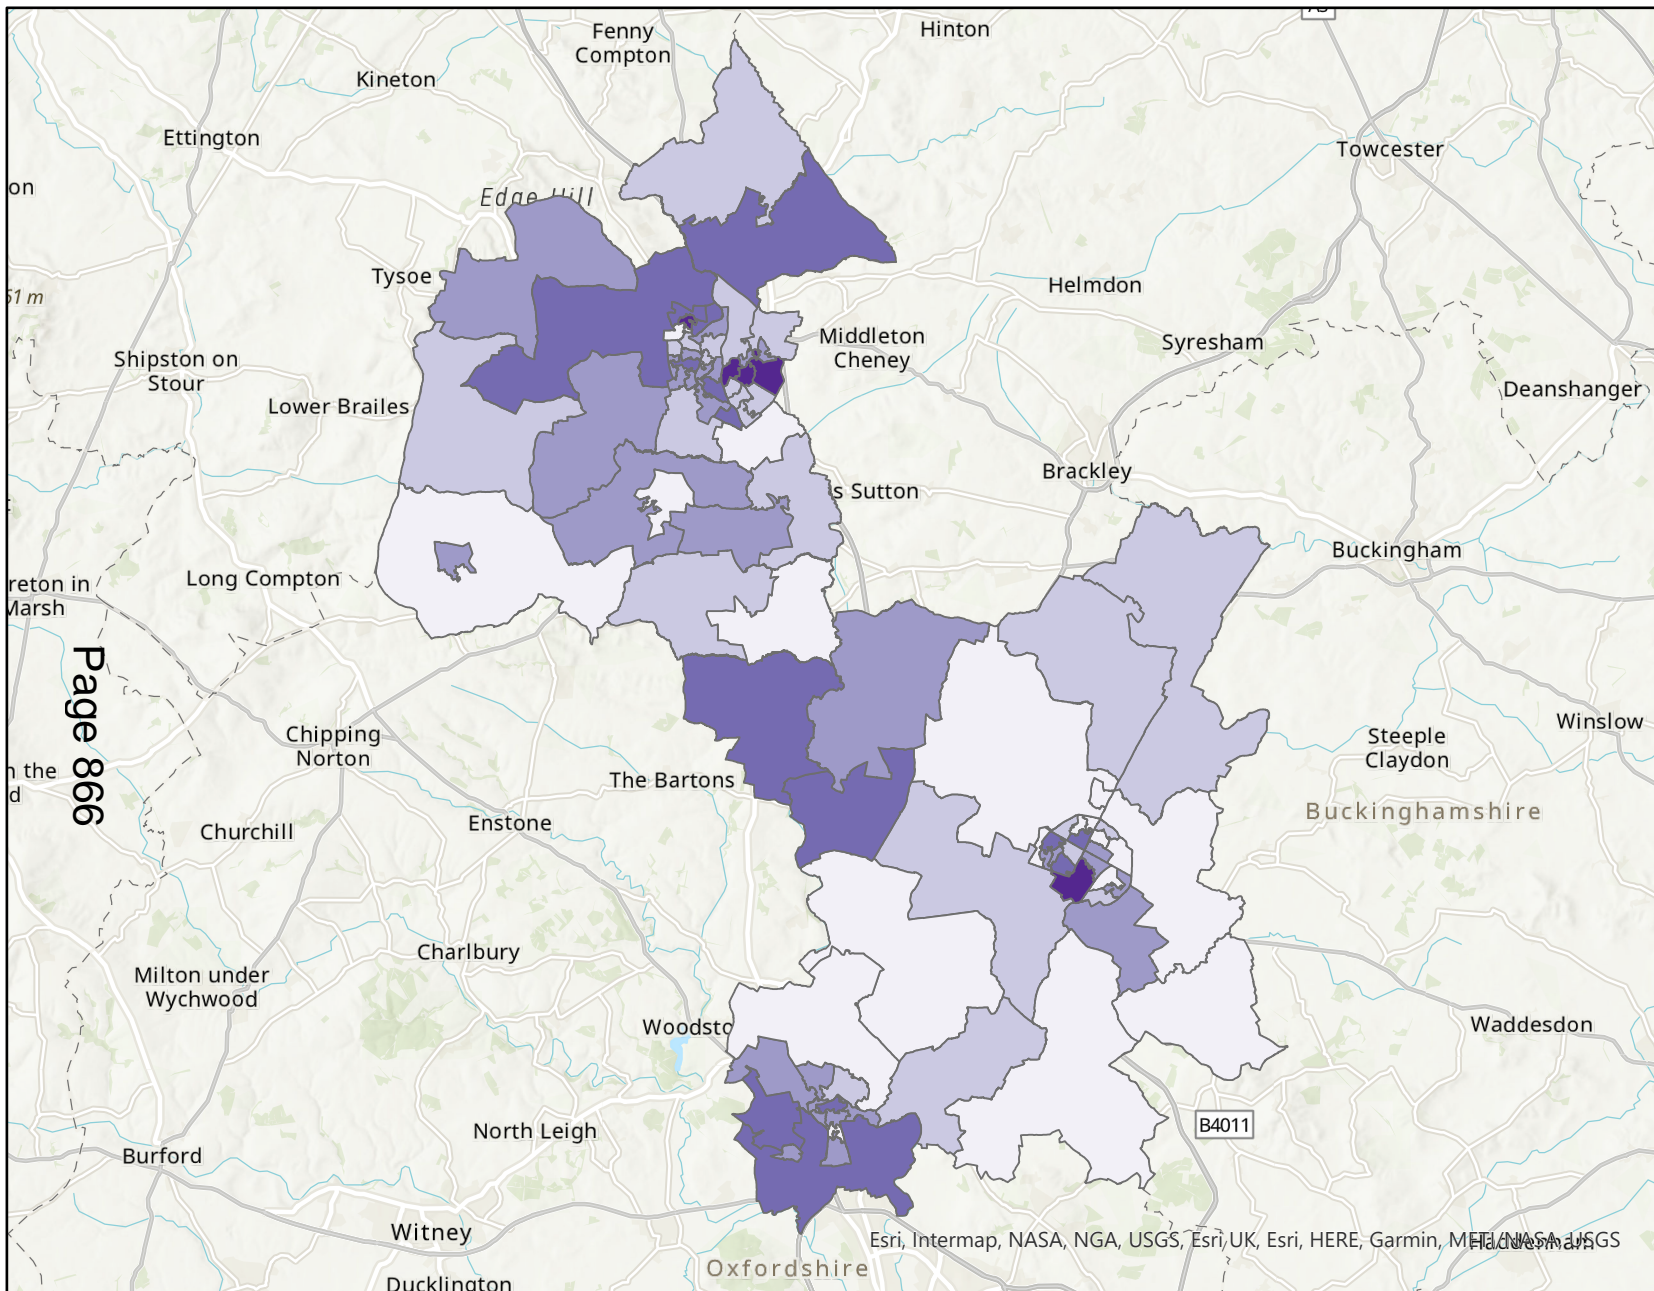 Fenny
Compton
Hinton
Kineton
Ettington
Towcester
on
Edge Hill
Tysoe
Helmdon
51 m
Middleton
Cheney
Syresham
Shipston on
Stour
Deanshanger
Lower Brailes
Brackley
s Sutton
Buckingham
Long Compton
reton in
Marsh
Page 866
Winslow
Chipping
Norton
Steeple
Claydon
n the
d
The Bartons
Buckinghamshire
Churchill
Enstone
Charlbury
Milton under
Wychwood
Woodsto
Waddesdon
North Leigh
B4011
Burford
Witney
Esri, Intermap, NASA, NGA, USGS, Esri UK, Esri, HERE, Garmin, METI/NASA, USGS
Haddenham
Oxfordshire
Ducklington